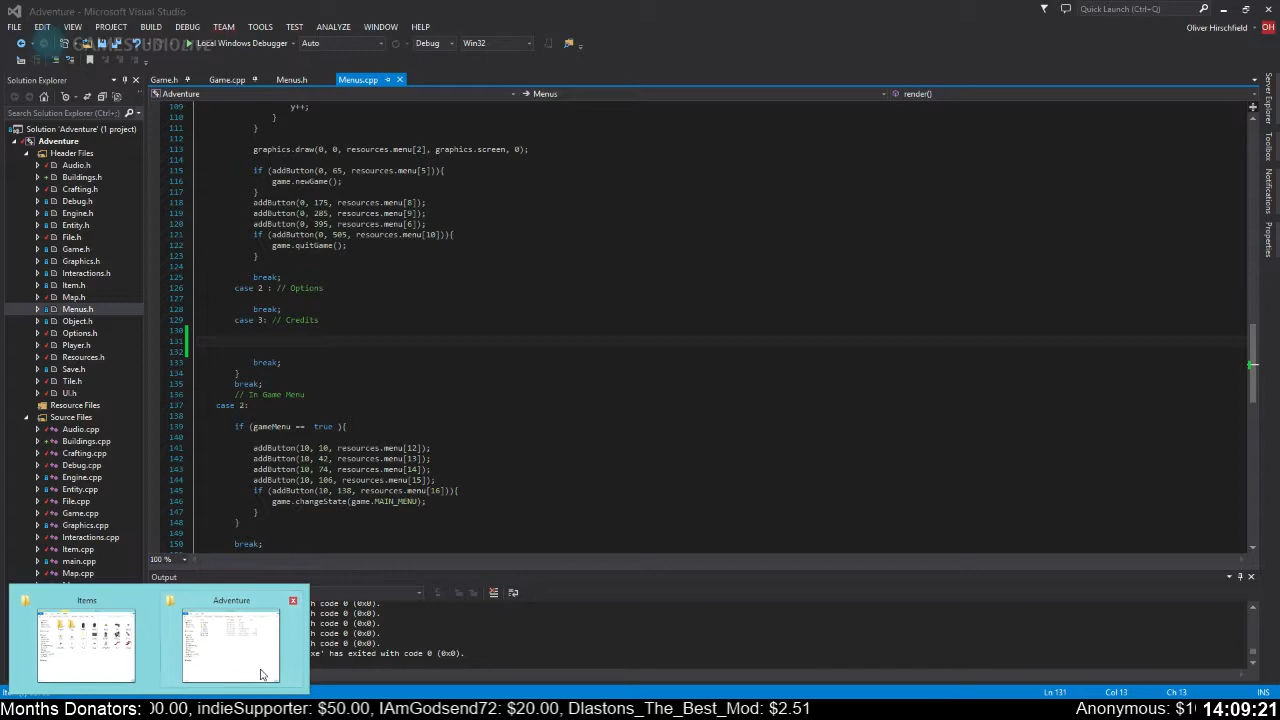 Adventure - Microsoft Visual Studio
Quick Launch (Ctrl+Q)
FILE EDIT VIEW PROJECT BUILD DEBUG TEAM TOOLS TEST ANALYZE WINDOW HELP
Oliver Hirschfield OH
GAMESTUDIOLIVE
Local Windows Debugger Auto Debug Win32
Solution Explorer
Game.h Game.cpp Menus.h Menus.cpp
Adventure Menus render()
Search Solution Explorer (Ctrl+;)
Solution 'Adventure' (1 project)
Adventure
Header Files
Audio.h
Buildings.h
Crafting.h
Debug.h
Engine.h
Entity.h
File.h
Game.h
Graphics.h
Interactions.h
Item.h
Map.h
Menus.h
Object.h
Options.h
Player.h
Resources.h
Save.h
Tile.h
UI.h
Resource Files
Source Files
Audio.cpp
Buildings.cpp
Crafting.cpp
Debug.cpp
Engine.cpp
Entity.cpp
File.cpp
Game.cpp
Graphics.cpp
Interactions.cpp
Item.cpp
main.cpp
Map.cpp
109 y++;
110 }
111 }
112
113 graphics.draw(0, 0, resources.menu[2], graphics.screen, 0);
114
115 if (addButton(0, 65, resources.menu[5])){
116 game.newGame();
117 }
118 addButton(0, 175, resources.menu[8]);
119 addButton(0, 285, resources.menu[9]);
120 addButton(0, 395, resources.menu[6]);
121 if (addButton(0, 505, resources.menu[10])){
122 game.quitGame();
123 }
124
125 break;
126 case 2 : // Options
127
128 break;
129 case 3: // Credits
130
131
132
133 break;
134 }
135 break;
136 // In Game Menu
137 case 2:
138
139 if (gameMenu == true ){
140
141 addButton(10, 10, resources.menu[12]);
142 addButton(10, 42, resources.menu[13]);
143 addButton(10, 74, resources.menu[14]);
144 addButton(10, 106, resources.menu[15]);
145 if (addButton(10, 138, resources.menu[16])){
146 game.changeState(game.MAIN_MENU);
147 }
148 }
149
150 break;
100 %
Output
h code 0 (0x0).
h code 0 (0x0).
h code 0 (0x0).
h code 0 (0x0).
h code 0 (0x0).
xe' has exited with code 0 (0x0).
Items Adventure
Server Explorer
Toolbox
Notifications
Properties
Ln 131 Col 13 Ch 13 INS
Months Donators: 00.00, indieSupporter: $50.00, IAmGodsend72: $20.00, Dlastons_The_Best_Mod: $2.51 Anonymous: $1 14:09:21